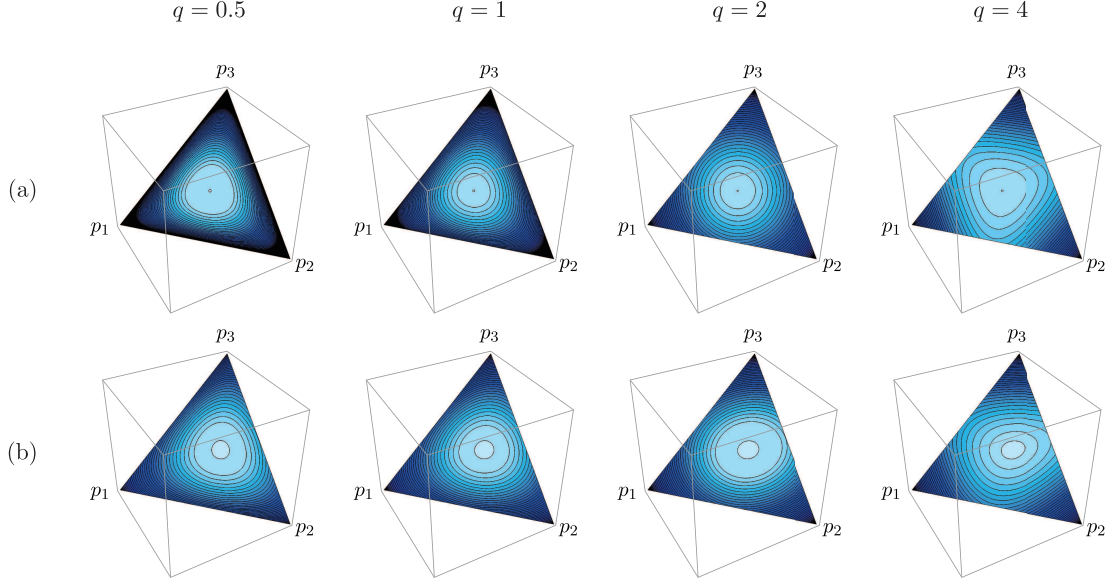 q = 0.5 q = 1 q = 2 q = 4
p₃ p₃ p₃ p₃
(a)
p₁ p₁ p₁ p₁
p₂ p₂ p₂ p₂
p₃ p₃ p₃ p₃
(b)
p₁ p₁ p₁ p₁
p₂ p₂ p₂ p₂